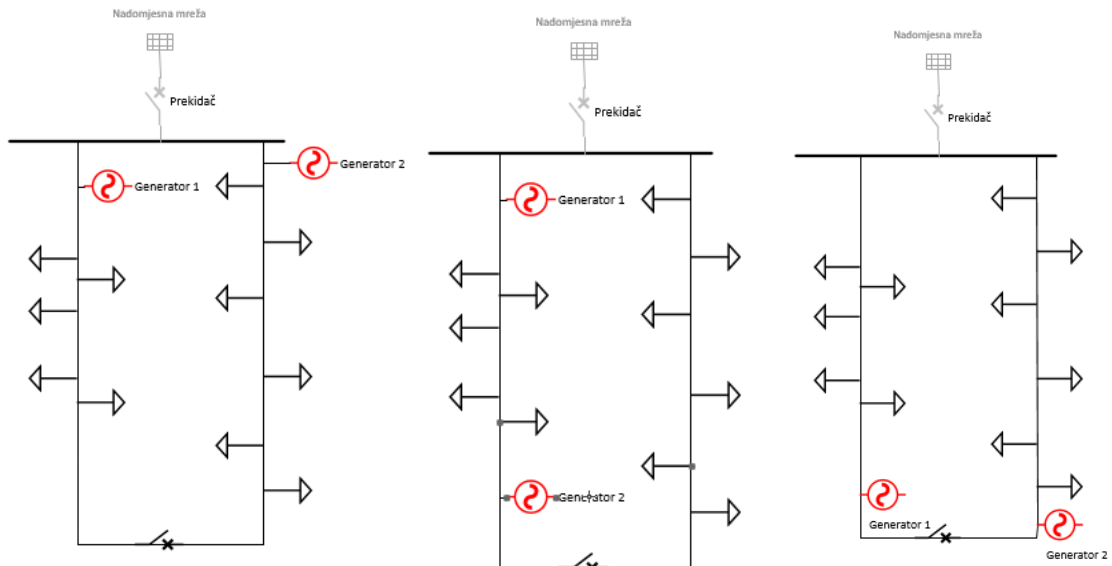 Nadomjesna mreža
Prekidač
Generator 2
Generator 1
Nadomjesna mreža
Prekidač
Generator 1
Generator 2
Nadomjesna mreža
Prekidač
Generator 1
Generator 2